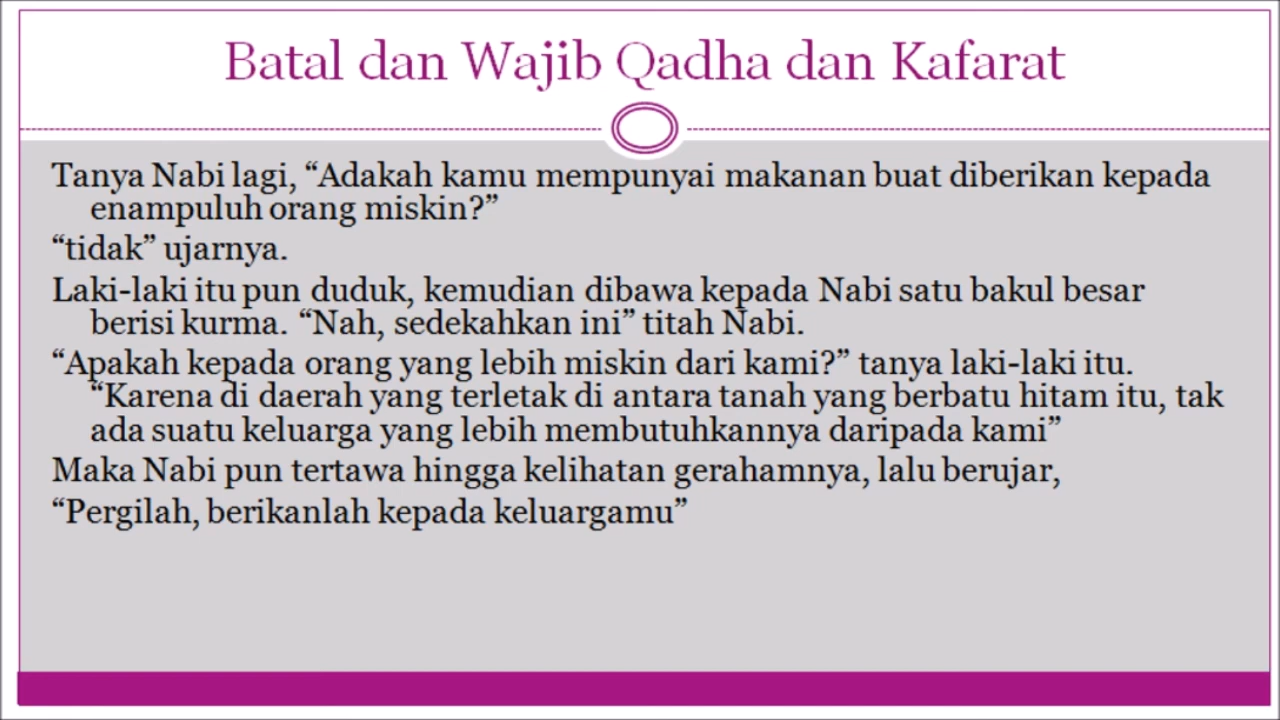 Batal dan Wajib Qadha dan Kafarat
Tanya Nabi lagi, “Adakah kamu mempunyai makanan buat diberikan kepada
enampuluh orang miskin?”
“tidak” ujarnya.
Laki-laki itu pun duduk, kemudian dibawa kepada Nabi satu bakul besar
berisi kurma. “Nah, sedekahkan ini” titah Nabi.
“Apakah kepada orang yang lebih miskin dari kami?” tanya laki-laki itu.
“Karena di daerah yang terletak di antara tanah yang berbatu hitam itu, tak
ada suatu keluarga yang lebih membutuhkannya daripada kami”
Maka Nabi pun tertawa hingga kelihatan gerahamnya, lalu berujar,
“Pergilah, berikanlah kepada keluargamu”